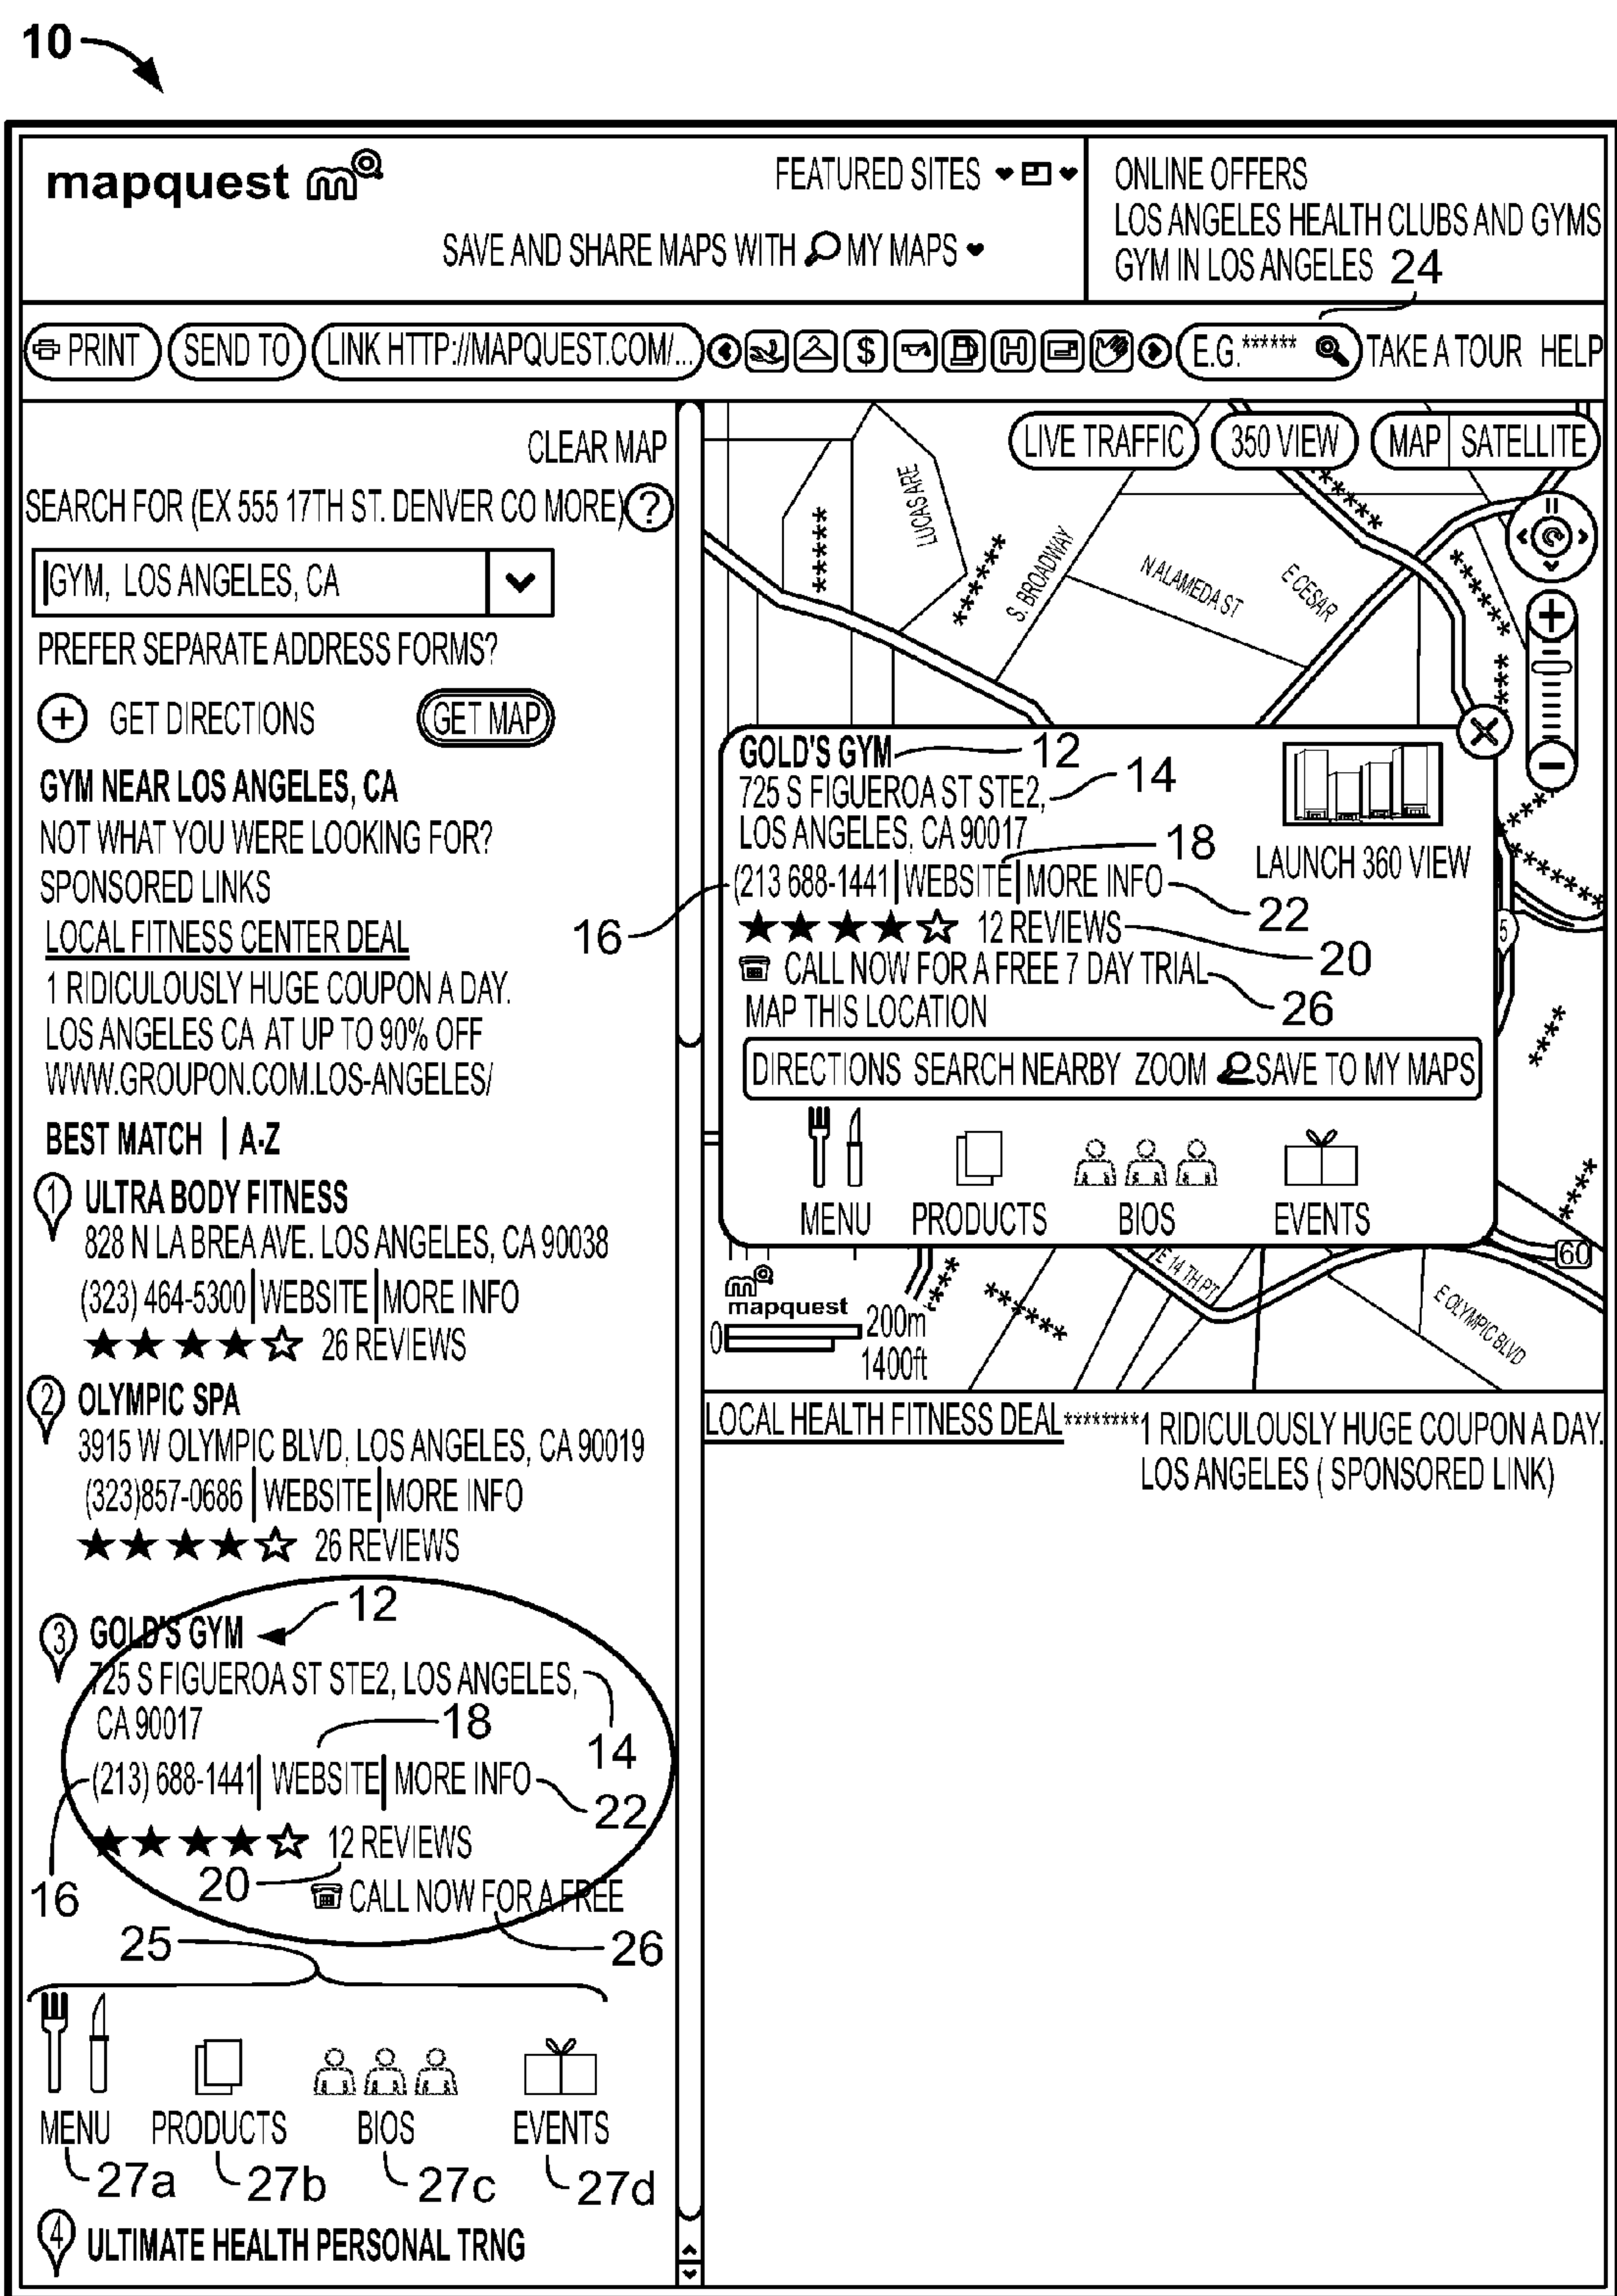 10
mapquest
FEATURED SITES
SAVE AND SHARE MAPS WITH MY MAPS
ONLINE OFFERS
LOS ANGELES HEALTH CLUBS AND GYMS
GYM IN LOS ANGELES 24
PRINT SEND TO LINK HTTP://MAPQUEST.COM/... $ H E.G.****** TAKE A TOUR HELP
CLEAR MAP
SEARCH FOR (EX 555 17TH ST. DENVER CO MORE) ?
GYM, LOS ANGELES, CA
PREFER SEPARATE ADDRESS FORMS?
+ GET DIRECTIONS GET MAP
GYM NEAR LOS ANGELES, CA
NOT WHAT YOU WERE LOOKING FOR?
SPONSORED LINKS
LOCAL FITNESS CENTER DEAL
1 RIDICULOUSLY HUGE COUPON A DAY.
LOS ANGELES CA AT UP TO 90% OFF
WWW.GROUPON.COM.LOS-ANGELES/
BEST MATCH | A-Z
1 ULTRA BODY FITNESS
828 N LA BREA AVE. LOS ANGELES, CA 90038
(323) 464-5300 | WEBSITE | MORE INFO
★★★★☆ 26 REVIEWS
2 OLYMPIC SPA
3915 W OLYMPIC BLVD, LOS ANGELES, CA 90019
(323)857-0686 | WEBSITE | MORE INFO
★★★★☆ 26 REVIEWS
12
3 GOLD'S GYM
725 S FIGUEROA ST STE2, LOS ANGELES,
CA 90017
18
14
(213) 688-1441 | WEBSITE | MORE INFO
22
★★★★☆ 12 REVIEWS
16
20
CALL NOW FOR A FREE
25
26
MENU PRODUCTS BIOS EVENTS
27a 27b 27c 27d
4 ULTIMATE HEALTH PERSONAL TRNG
LIVE TRAFFIC 350 VIEW MAP | SATELLITE
*****
LUCAS ARE
******
S. BROADWAY
N ALAMEDA ST
E CESAR
******
******
****
GOLD'S GYM 12
725 S FIGUEROA ST STE2, 14
LOS ANGELES, CA 90017
18
(213 688-1441 | WEBSITE | MORE INFO
LAUNCH 360 VIEW
16
22
★★★★☆ 12 REVIEWS
20
CALL NOW FOR A FREE 7 DAY TRIAL
26
MAP THIS LOCATION
DIRECTIONS SEARCH NEARBY ZOOM SAVE TO MY MAPS
MENU PRODUCTS BIOS EVENTS
5
*****
*******
****
****
60
E 14 TH PT
E OLYMPIC BLVD
****
******
mapquest
0 200m
1400ft
LOCAL HEALTH FITNESS DEAL********1 RIDICULOUSLY HUGE COUPON A DAY.
LOS ANGELES ( SPONSORED LINK)